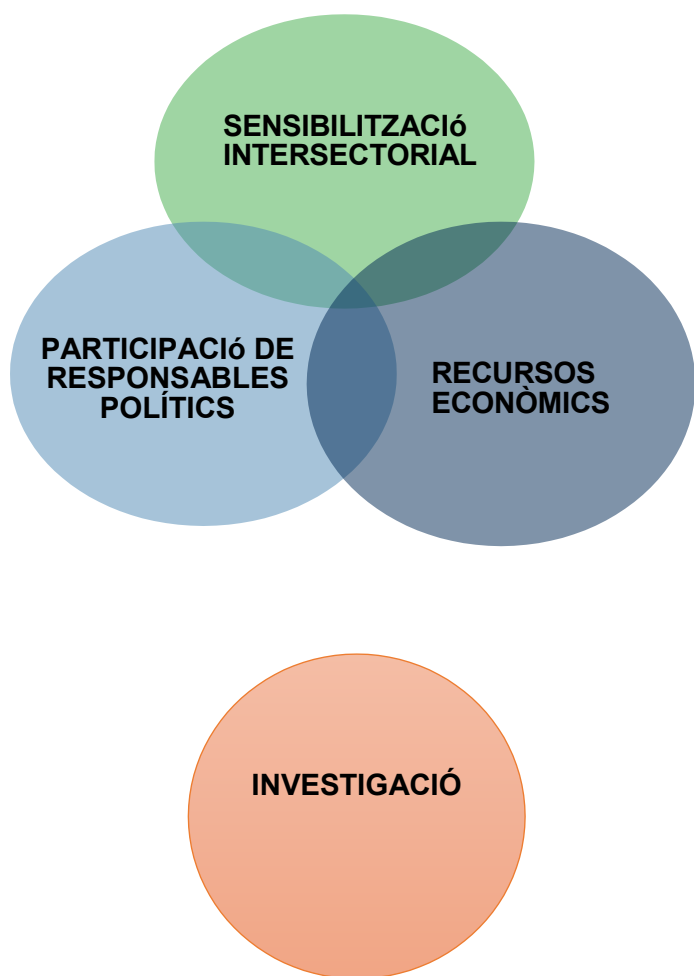 SENSIBILITZACIó
INTERSECTORIAL
PARTICIPACIó DE
RESPONSABLES
POLÍTICS
RECURSOS
ECONÒMICS
INVESTIGACIÓ